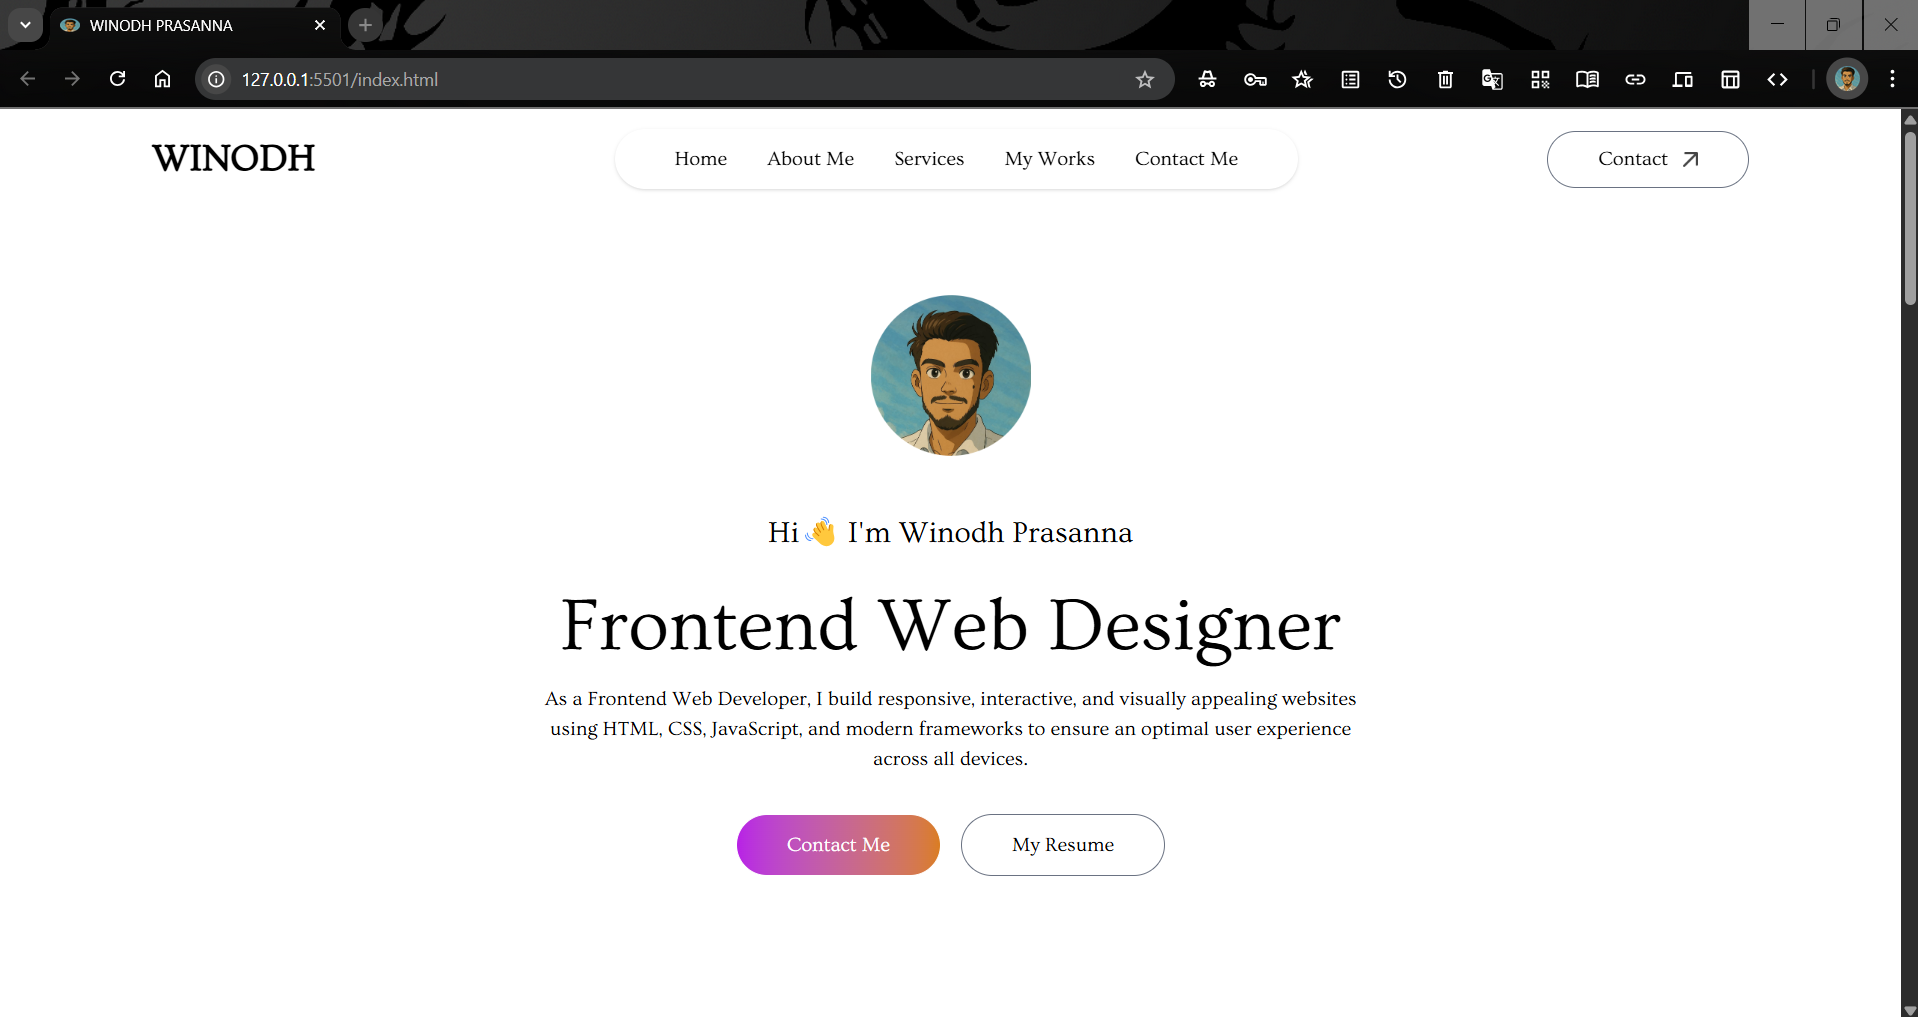 WINODH PRASANNA
127.0.0.1:5501/index.html
WINODH
Home About Me Services My Works Contact Me
Contact
Hi 👋 I'm Winodh Prasanna
Frontend Web Designer
As a Frontend Web Developer, I build responsive, interactive, and visually appealing websites
using HTML, CSS, JavaScript, and modern frameworks to ensure an optimal user experience
across all devices.
Contact Me
My Resume